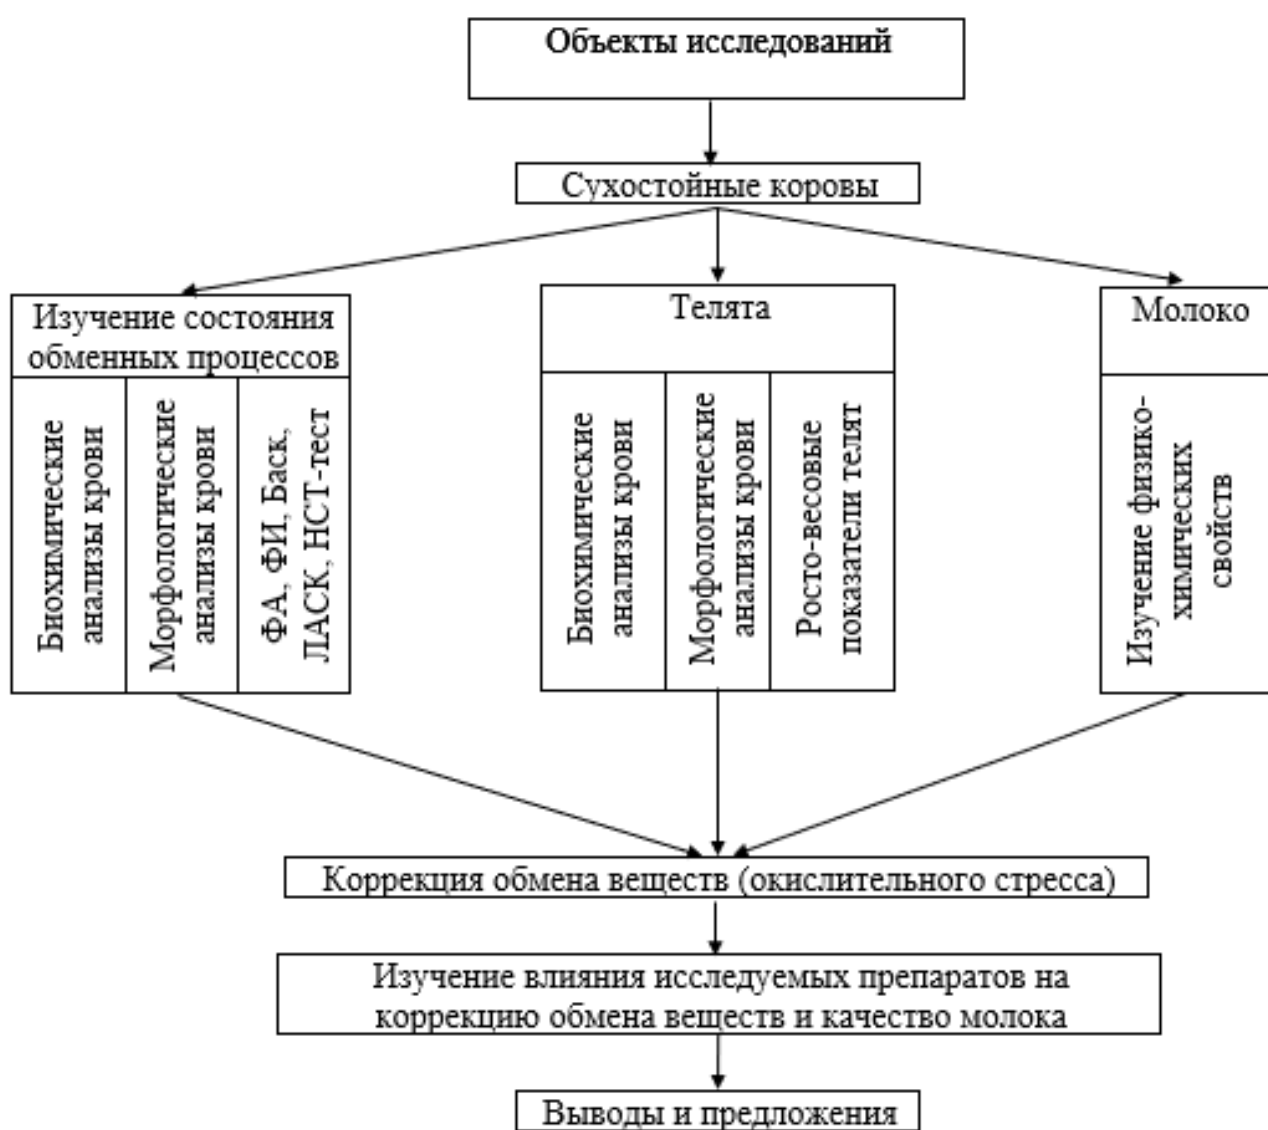 Объекты исследований
Сухостойные коровы
Изучение состояния
обменных процессов
Биохимические
анализы крови
Морфологические
анализы крови
ФА, ФИ, Баск,
ЛАСК, НСТ-тест
Телята
Биохимические
анализы крови
Морфологические
анализы крови
Росто-весовые
показатели телят
Молоко
Изучение физико-
химических
свойств
Коррекция обмена веществ (окислительного стресса)
Изучение влияния исследуемых препаратов на
коррекцию обмена веществ и качество молока
Выводы и предложения